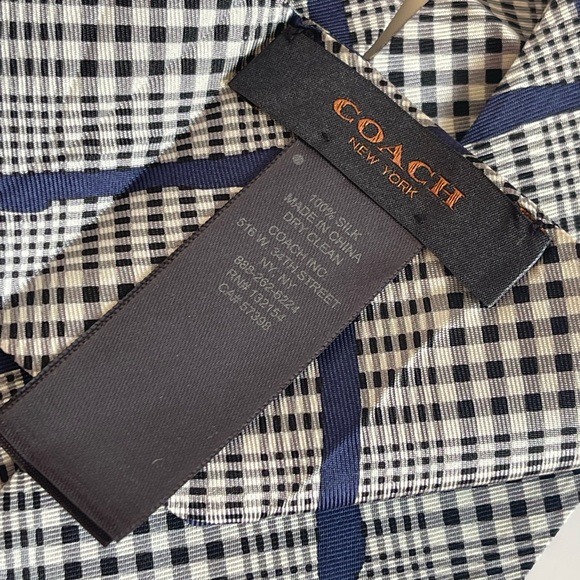 COACH
NEW YORK
100% SILK
MADE IN CHINA
DRY CLEAN
COACH INC.
516 W. 34TH STREET
NY, NY
888-262-6224
RN# 132154
CA# 57398